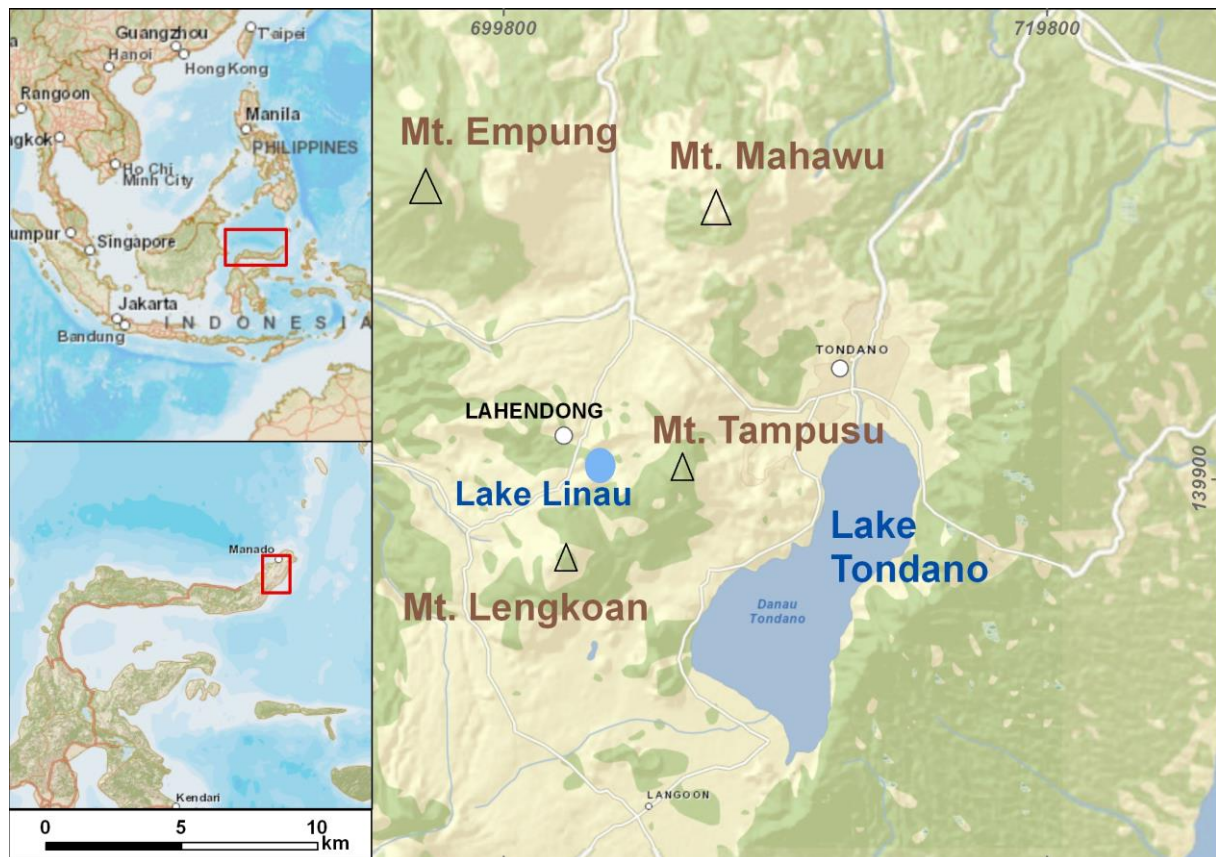 Guangzhou
T'aipei
Hanoi
Hong Kong
Rangoon
Manila
ngkok
PHILIPPINES
Ho Chi
Minh City
umpur
Singapore
Jakarta
INDONESIA
Bandung
Manado
Kendari
0 5 10
km
699800
719800
Mt. Empung
Mt. Mahawu
TONDANO
LAHENDONG
Mt. Tampusu
139900
Lake Linau
Lake
Tondano
Mt. Lengkoan
Danau
Tondano
LANGOON